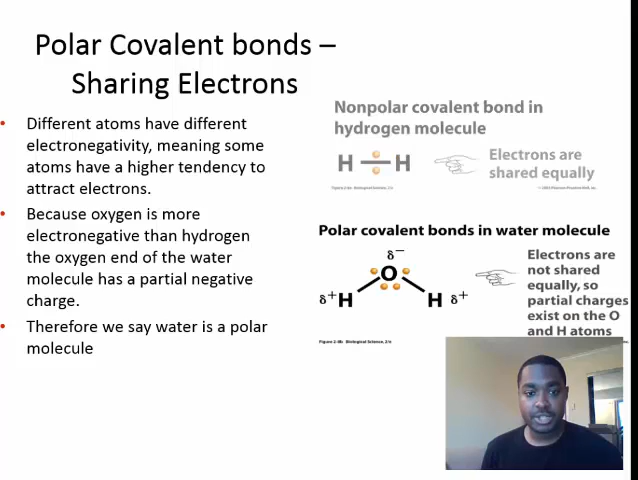 Polar Covalent bonds –
Sharing Electrons
• Different atoms have different
electronegativity, meaning some
atoms have a higher tendency to
attract electrons.
• Because oxygen is more
electronegative than hydrogen
the oxygen end of the water
molecule has a partial negative
charge.
• Therefore we say water is a polar
molecule
Nonpolar covalent bond in
hydrogen molecule
H H
Electrons are
shared equally
Polar covalent bonds in water molecule
δ−
O
δ+ H H δ+
Electrons are
not shared
equally, so
partial charges
exist on the O
and H atoms